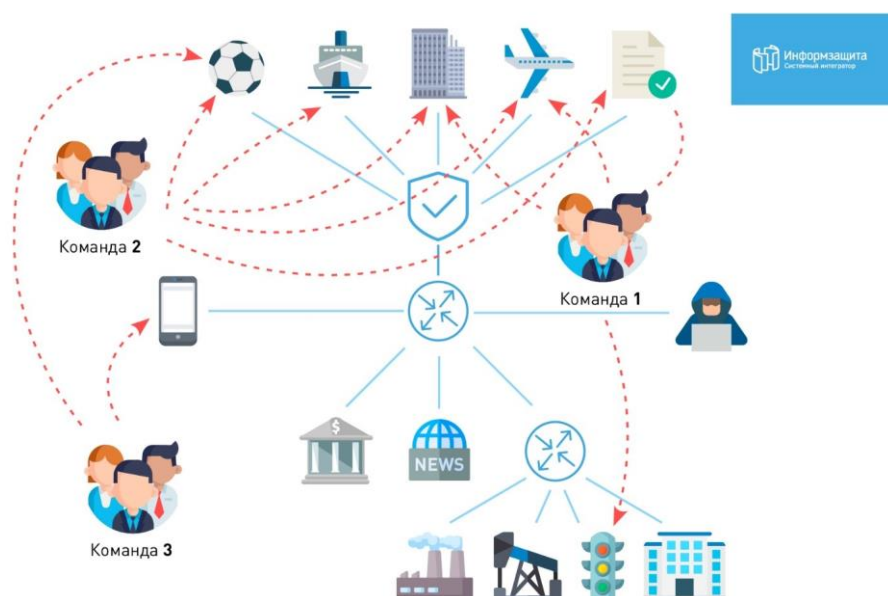 Информзащита
Системный интегратор
Команда 2
Команда 1
$
NEWS
Команда 3